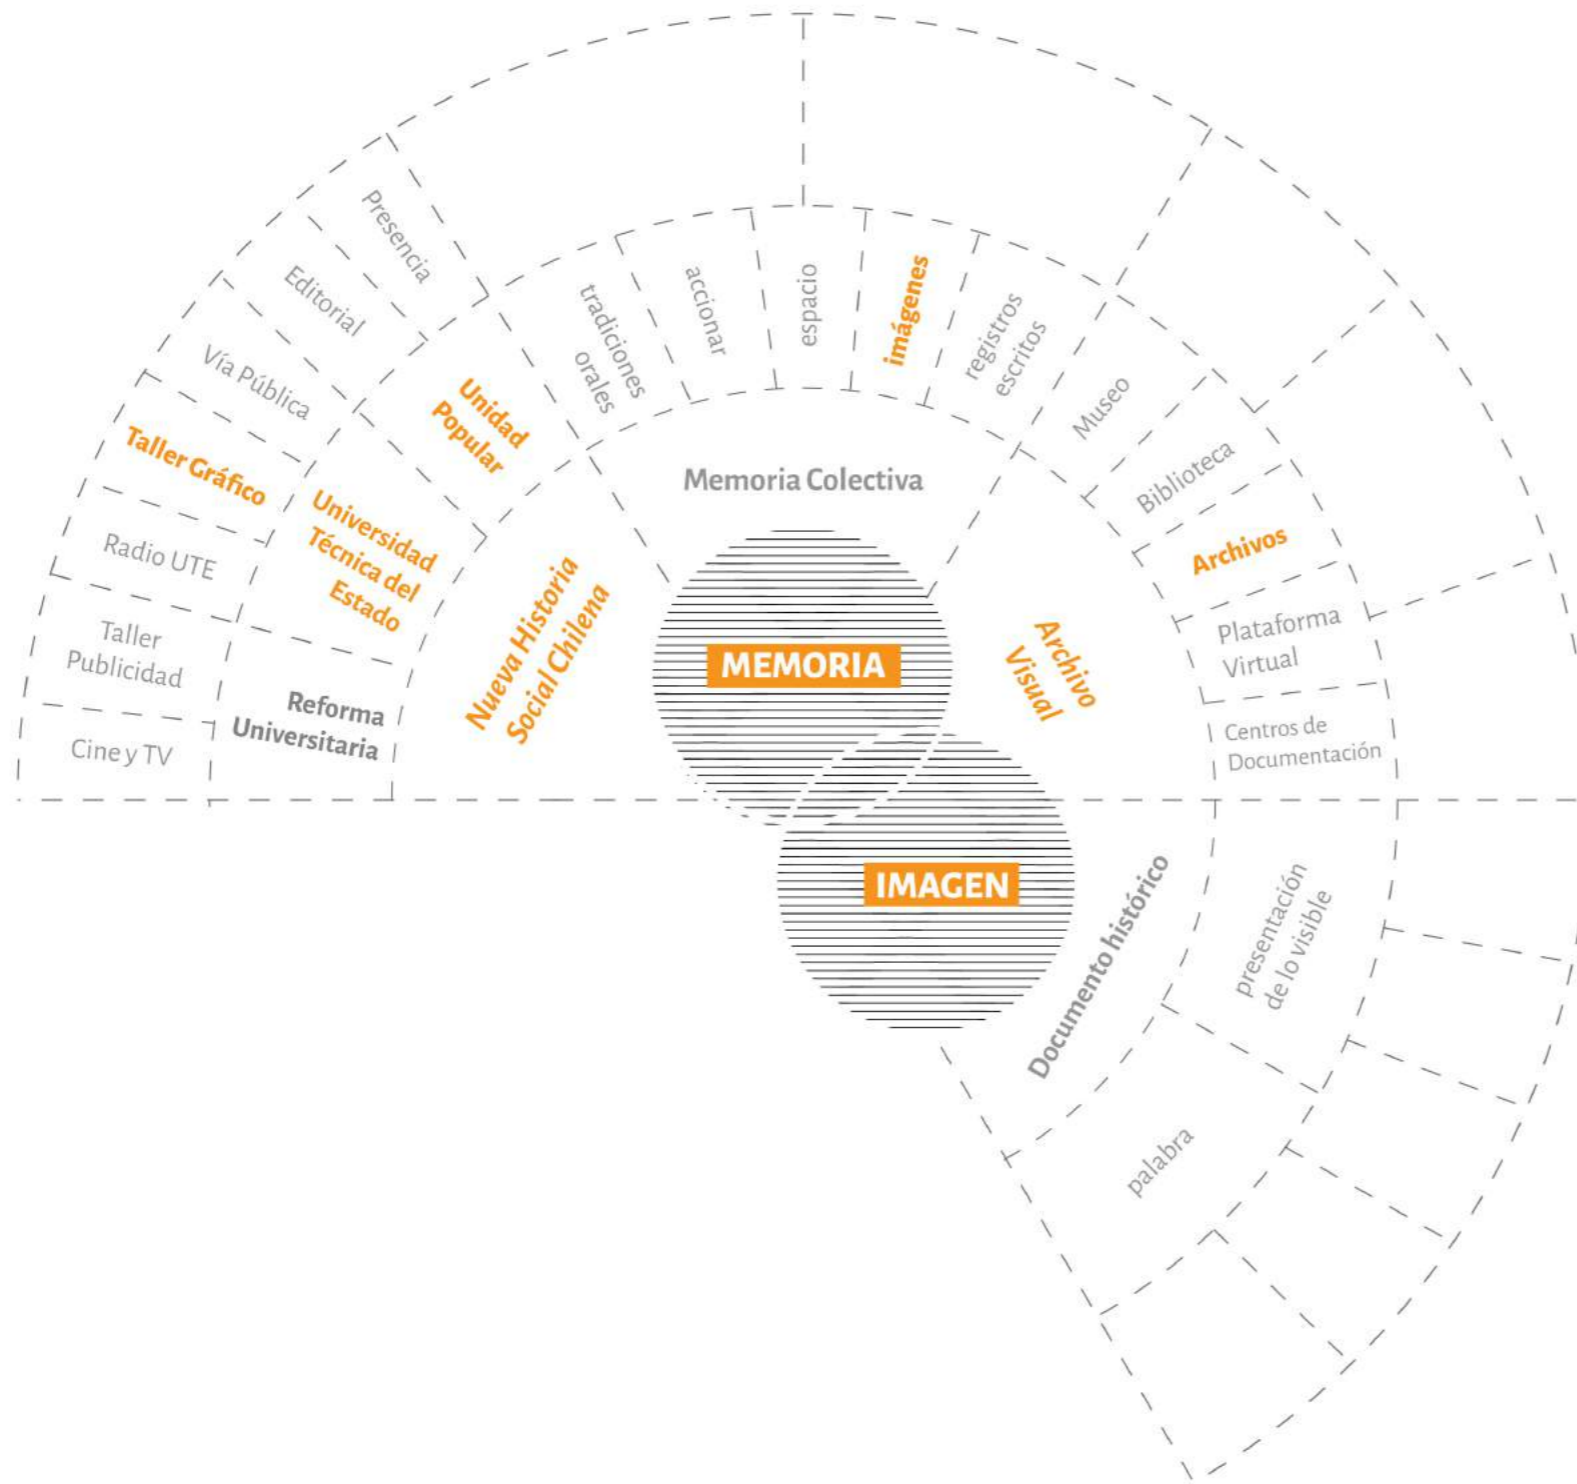 Presencia
Editorial
Vía Pública
Taller Gráfico
Radio UTE
Taller
Publicidad
Cine y TV
Unidad
Popular
Universidad
Técnica del
Estado
Reforma
Universitaria
Nueva Historia
Social Chilena
tradiciones
orales
accionar
espacio
imágenes
registros
escritos
Memoria Colectiva
MEMORIA
Archivo
Visual
Museo
Biblioteca
Archivos
Plataforma
Virtual
Centros de
Documentación
IMAGEN
Documento histórico
presentación
de lo visible
palabra